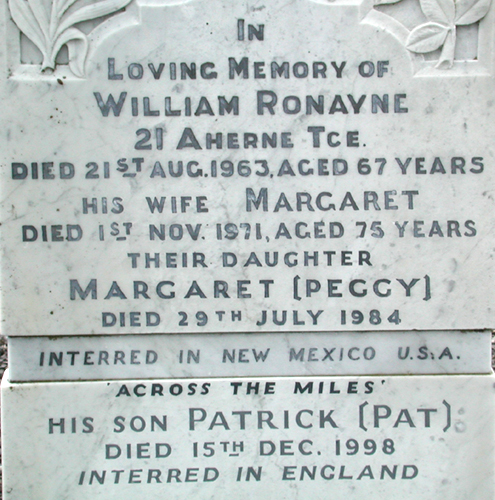 IN
LOVING MEMORY OF
WILLIAM RONAYNE
21 AHERNE TCE.
DIED 21ST AUG. 1963, AGED 67 YEARS
HIS WIFE MARGARET
DIED 1ST NOV. 1971, AGED 75 YEARS
THEIR DAUGHTER
MARGARET (PEGGY)
DIED 29TH JULY 1984
INTERRED IN NEW MEXICO U.S.A.
'ACROSS THE MILES'
HIS SON PATRICK (PAT)
DIED 15TH DEC. 1998
INTERRED IN ENGLAND